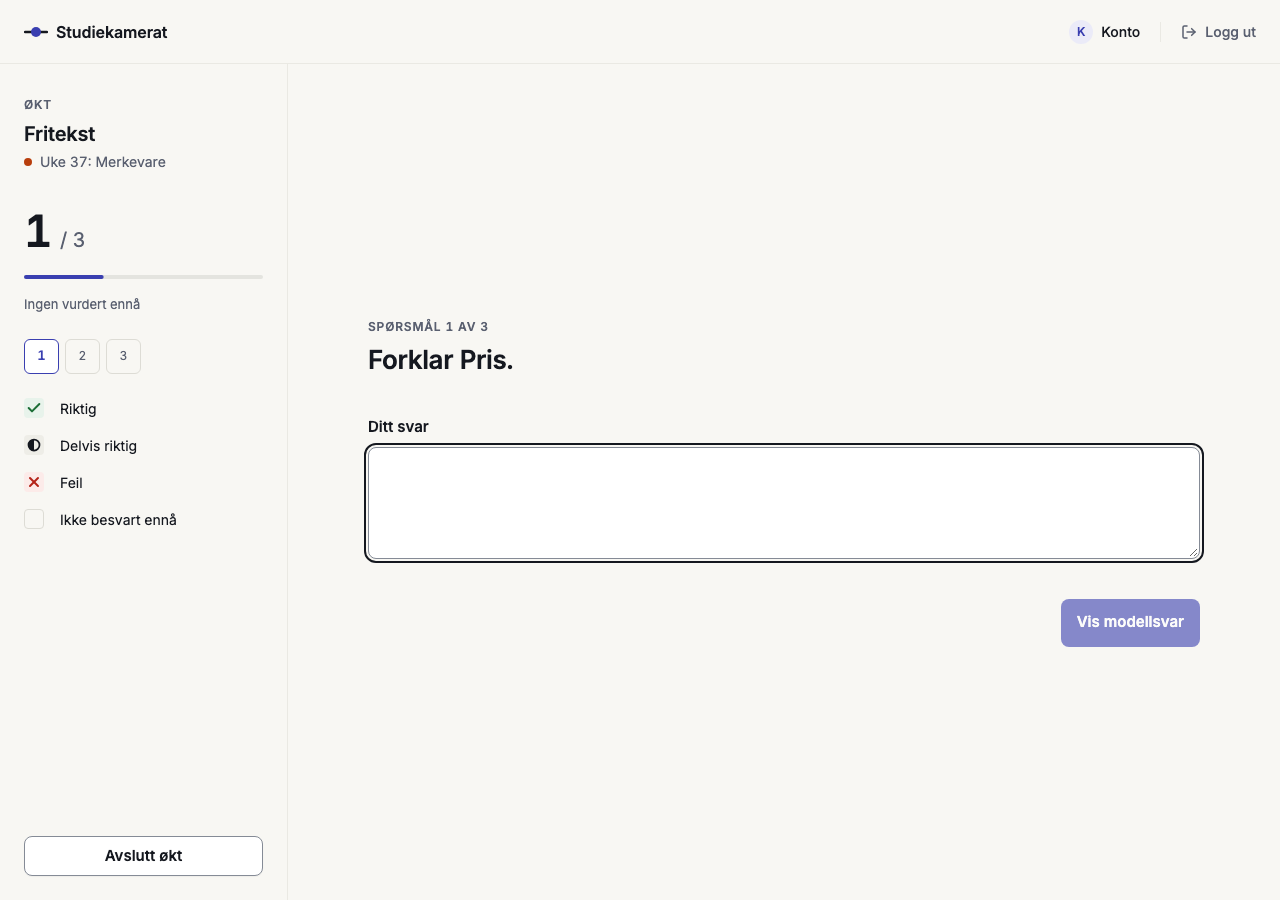 Studiekamerat
K Konto
Logg ut
ØKT
Fritekst
Uke 37: Merkevare
1 / 3
Ingen vurdert ennå
1 2 3
Riktig
Delvis riktig
Feil
Ikke besvart ennå
Avslutt økt
SPØRSMÅL 1 AV 3
Forklar Pris.
Ditt svar
Vis modellsvar